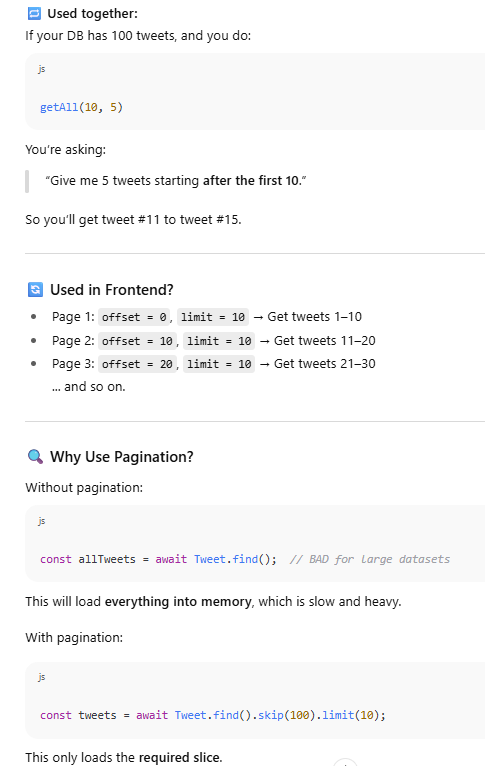 🔁 Used together:
If your DB has 100 tweets, and you do:
js
getAll(10, 5)
You're asking:
"Give me 5 tweets starting after the first 10."
So you'll get tweet #11 to tweet #15.
🔄 Used in Frontend?
• Page 1: offset = 0, limit = 10 → Get tweets 1–10
• Page 2: offset = 10, limit = 10 → Get tweets 11–20
• Page 3: offset = 20, limit = 10 → Get tweets 21–30
... and so on.
🔍 Why Use Pagination?
Without pagination:
js
const allTweets = await Tweet.find();  // BAD for large datasets
This will load everything into memory, which is slow and heavy.
With pagination:
js
const tweets = await Tweet.find().skip(100).limit(10);
This only loads the required slice.